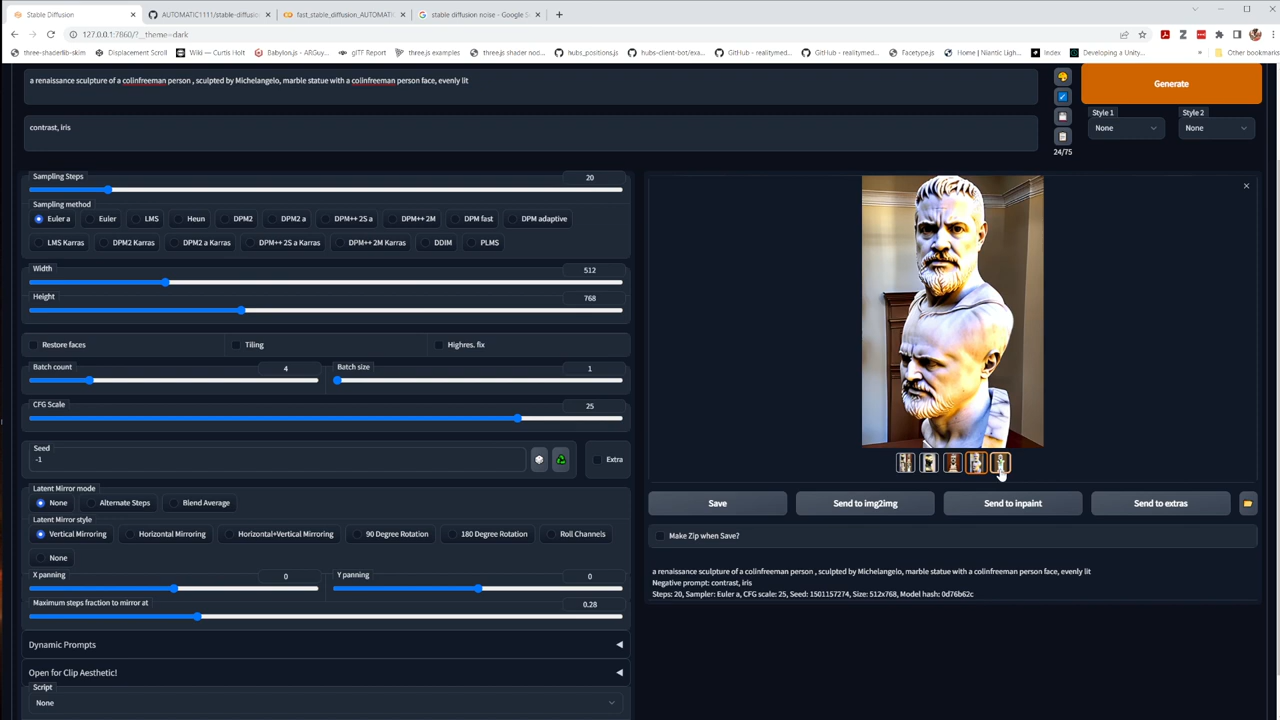 Stable Diffusion
AUTOMATIC1111/stable-diffusio
fast_stable_diffusion_AUTOMATI
stable diffusion noise - Google S
127.0.0.1:7860/?__theme=dark
three-shaderlib-skim
Displacement Scroll
Wiki — Curtis Holt
Babylon.js — ARGuy...
glTF Report
three.js examples
three.js shader nod...
hubs_positions.js
hubs-client-bot/exa...
GitHub - realitymed...
GitHub - realitymed...
Facetype.js
Home | Niantic Ligh...
Index
Developing a Unity...
Other bookmarks
a renaissance sculpture of a colinfreeman person , sculpted by Michelangelo, marble statue with a colinfreeman person face, evenly lit
Generate
contrast, iris
Style 1
Style 2
None
None
24/75
Sampling Steps
20
Sampling method
Euler a
Euler
LMS
Heun
DPM2
DPM2 a
DPM++ 2S a
DPM++ 2M
DPM fast
DPM adaptive
LMS Karras
DPM2 Karras
DPM2 a Karras
DPM++ 2S a Karras
DPM++ 2M Karras
DDIM
PLMS
Width
512
Height
768
Restore faces
Tiling
Highres. fix
Batch count
4
Batch size
1
CFG Scale
25
Seed
-1
Extra
Latent Mirror mode
None
Alternate Steps
Blend Average
Latent Mirror style
Vertical Mirroring
Horizontal Mirroring
Horizontal+Vertical Mirroring
90 Degree Rotation
180 Degree Rotation
Roll Channels
None
X panning
0
Y panning
0
Maximum steps fraction to mirror at
0.28
Dynamic Prompts
Open for Clip Aesthetic!
Script
None
Save
Send to img2img
Send to inpaint
Send to extras
Make Zip when Save?
a renaissance sculpture of a colinfreeman person , sculpted by Michelangelo, marble statue with a colinfreeman person face, evenly lit
Negative prompt: contrast, iris
Steps: 20, Sampler: Euler a, CFG scale: 25, Seed: 1501157274, Size: 512x768, Model hash: 0d76b62c